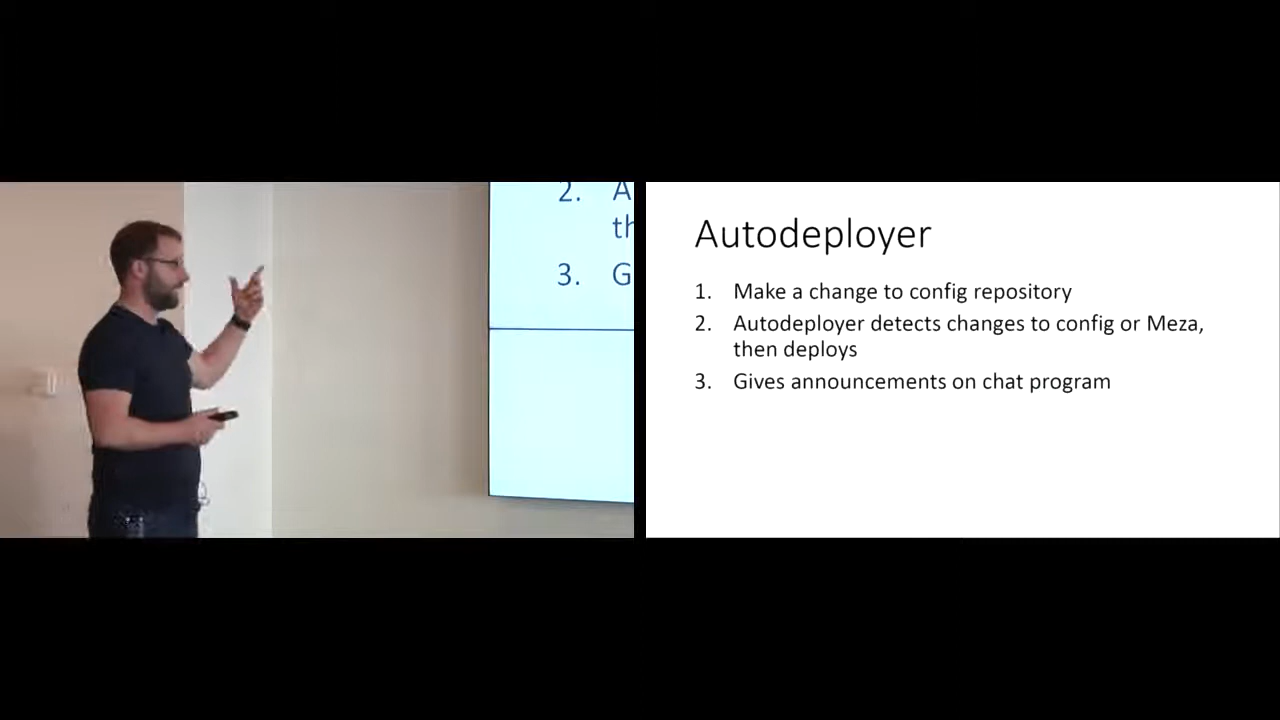 2. A
th
3. G
Autodeployer
1. Make a change to config repository
2. Autodeployer detects changes to config or Meza,
then deploys
3. Gives announcements on chat program